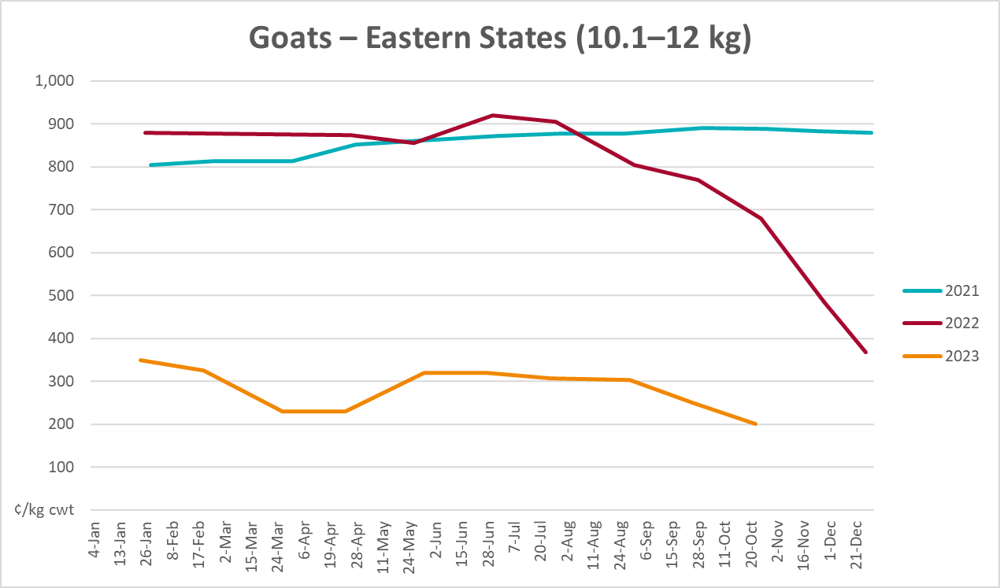 Goats – Eastern States (10.1–12 kg)
1,000
900
800
700
600
500
400
300
200
100
¢/kg cwt
4-Jan
13-Jan
26-Jan
8-Feb
17-Feb
2-Mar
15-Mar
24-Mar
6-Apr
19-Apr
28-Apr
11-May
24-May
2-Jun
15-Jun
28-Jun
7-Jul
20-Jul
2-Aug
11-Aug
24-Aug
6-Sep
15-Sep
28-Sep
11-Oct
20-Oct
2-Nov
16-Nov
1-Dec
21-Dec
2021
2022
2023